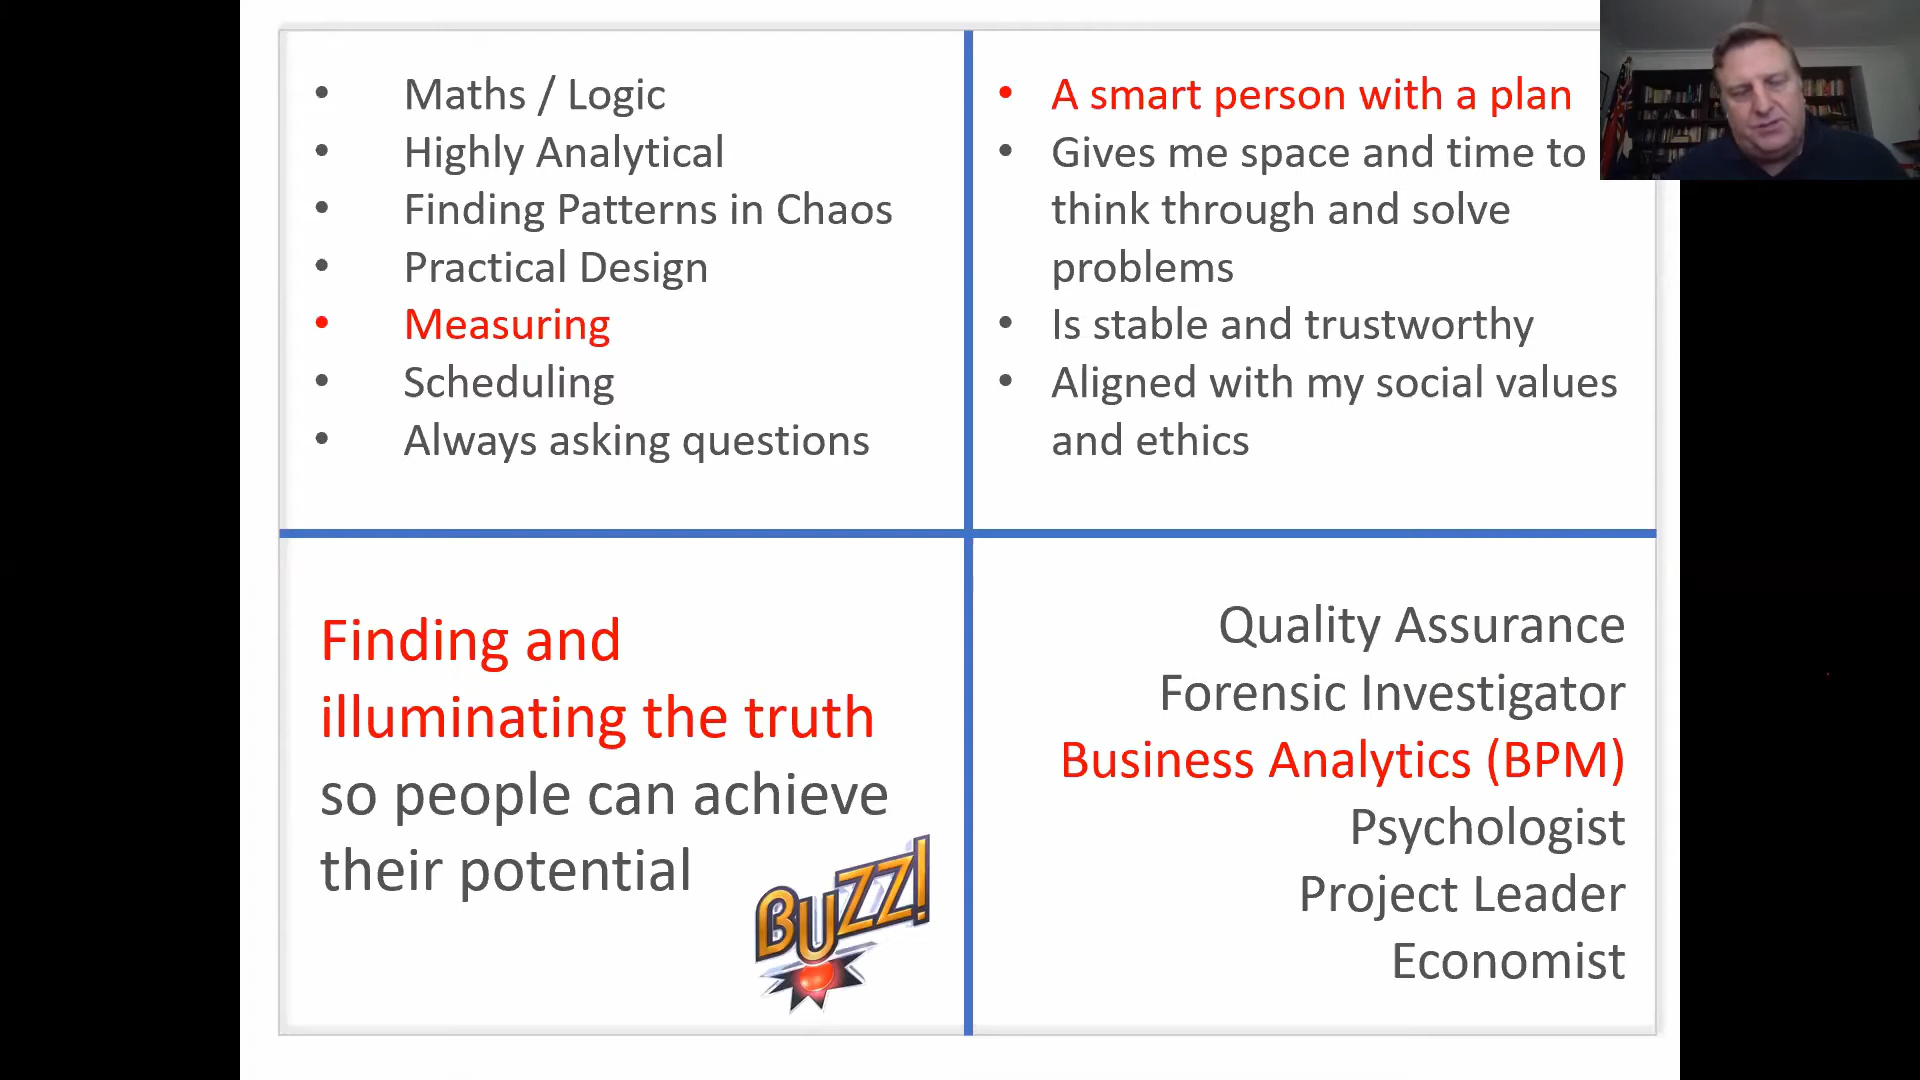 Maths / Logic
Highly Analytical
Finding Patterns in Chaos
Practical Design
Measuring
Scheduling
Always asking questions
A smart person with a plan
Gives me space and time to
think through and solve
problems
Is stable and trustworthy
Aligned with my social values
and ethics
Finding and
illuminating the truth
so people can achieve
their potential
BUZZ!
Quality Assurance
Forensic Investigator
Business Analytics (BPM)
Psychologist
Project Leader
Economist